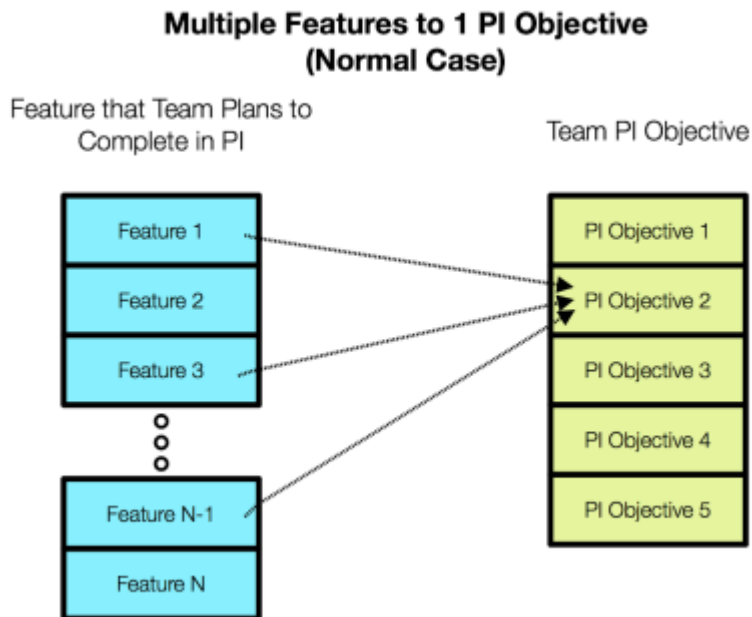 Multiple Features to 1 PI Objective
(Normal Case)
Feature that Team Plans to
Complete in PI
Team PI Objective
Feature 1
Feature 2
Feature 3
Feature N-1
Feature N
PI Objective 1
PI Objective 2
PI Objective 3
PI Objective 4
PI Objective 5